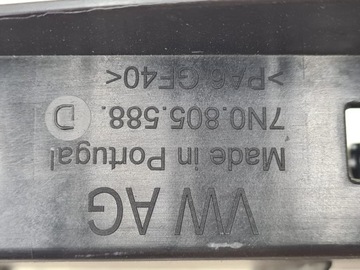 VW AG
Made in Portugal
7N0.805.588. D
>PA6 GF40<